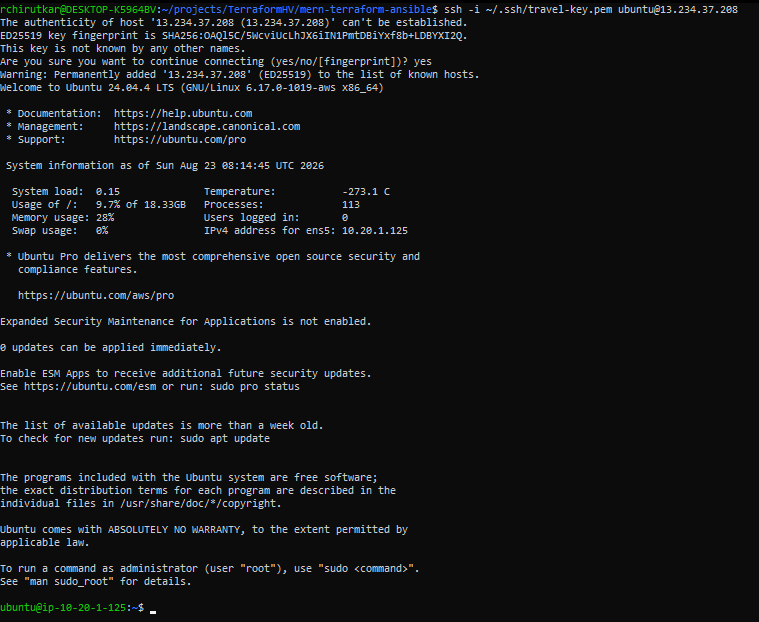 rchirutkar@DESKTOP-K5964BV:~/projects/TerraformHV/mern-terraform-ansible$ ssh -i ~/.ssh/travel-key.pem ubuntu@13.234.37.208
The authenticity of host '13.234.37.208 (13.234.37.208)' can't be established.
ED25519 key fingerprint is SHA256:OAQl5C/5WcviUcLhJX6iIN1PmtDBiYxf8b+LDBYXI2Q.
This key is not known by any other names.
Are you sure you want to continue connecting (yes/no/[fingerprint])? yes
Warning: Permanently added '13.234.37.208' (ED25519) to the list of known hosts.
Welcome to Ubuntu 24.04.4 LTS (GNU/Linux 6.17.0-1019-aws x86_64)

 * Documentation:  https://help.ubuntu.com
 * Management:     https://landscape.canonical.com
 * Support:        https://ubuntu.com/pro

 System information as of Sun Aug 23 08:14:45 UTC 2026

  System load:  0.15               Temperature:           -273.1 C
  Usage of /:   9.7% of 18.33GB   Processes:             113
  Memory usage: 28%               Users logged in:       0
  Swap usage:   0%                IPv4 address for ens5: 10.20.1.125

 * Ubuntu Pro delivers the most comprehensive open source security and
   compliance features.

   https://ubuntu.com/aws/pro

Expanded Security Maintenance for Applications is not enabled.

0 updates can be applied immediately.

Enable ESM Apps to receive additional future security updates.
See https://ubuntu.com/esm or run: sudo pro status


The list of available updates is more than a week old.
To check for new updates run: sudo apt update


The programs included with the Ubuntu system are free software;
the exact distribution terms for each program are described in the
individual files in /usr/share/doc/*/copyright.

Ubuntu comes with ABSOLUTELY NO WARRANTY, to the extent permitted by
applicable law.

To run a command as administrator (user "root"), use "sudo <command>".
See "man sudo_root" for details.

ubuntu@ip-10-20-1-125:~$